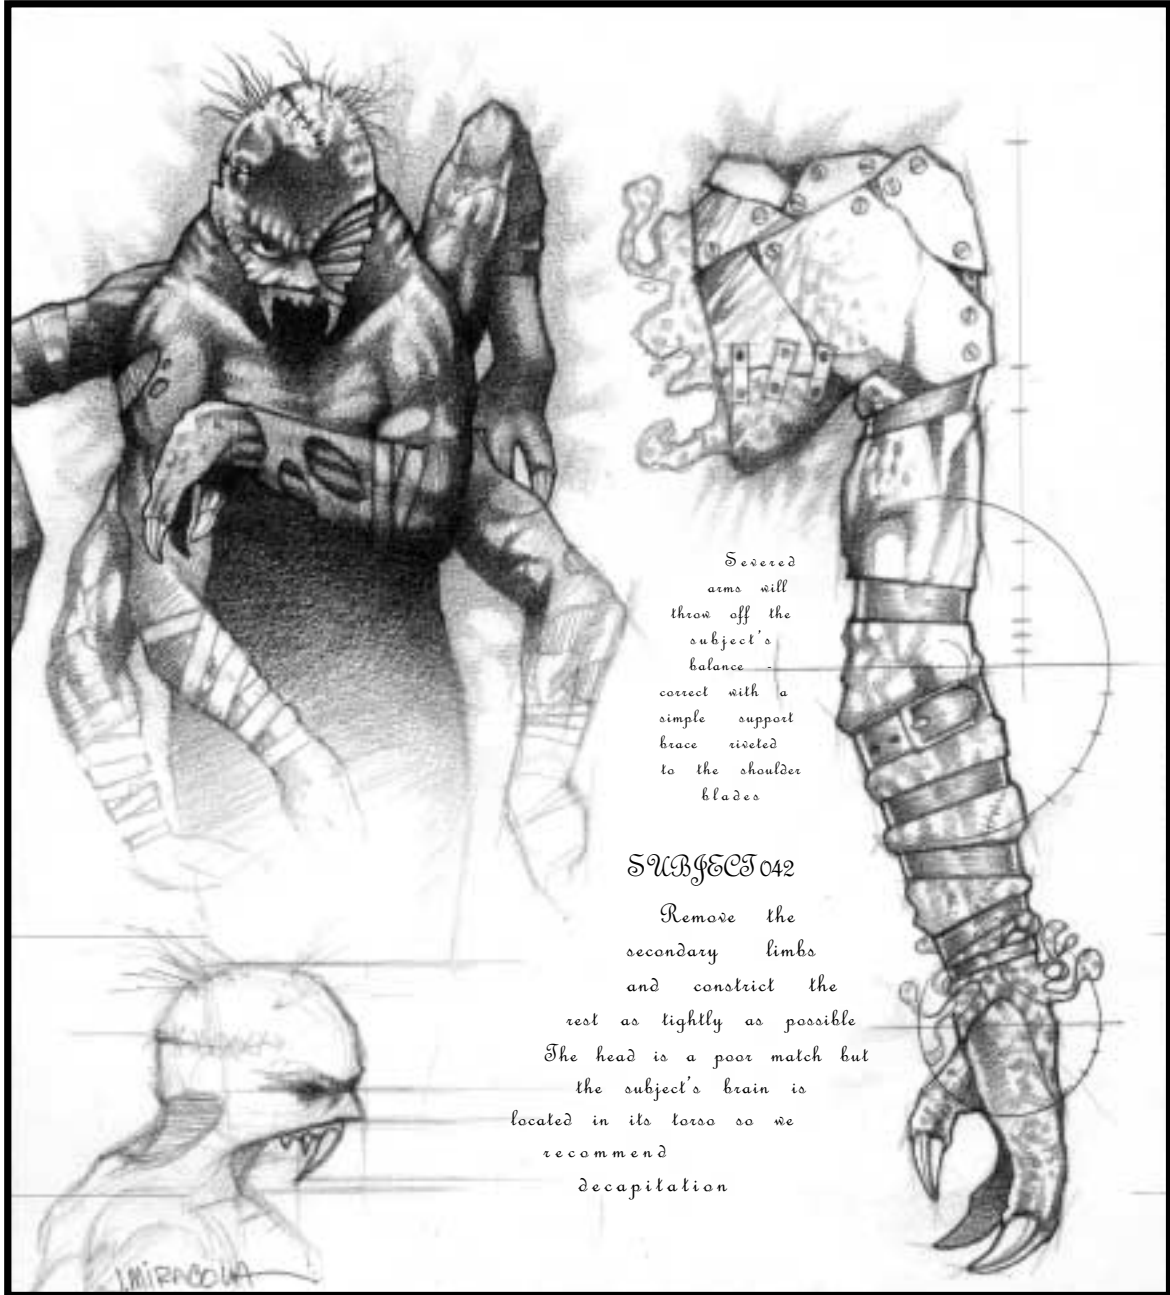 Severed
arms will
throw off the
subject's
balance -
correct with a
simple support
brace riveted
to the shoulder
blades
SUBJECT 042
Remove the
secondary limbs
and constrict the
rest as tightly as possible
The head is a poor match but
the subject's brain is
located in its torso so we
recommend
decapitation
J.MIRACOLA